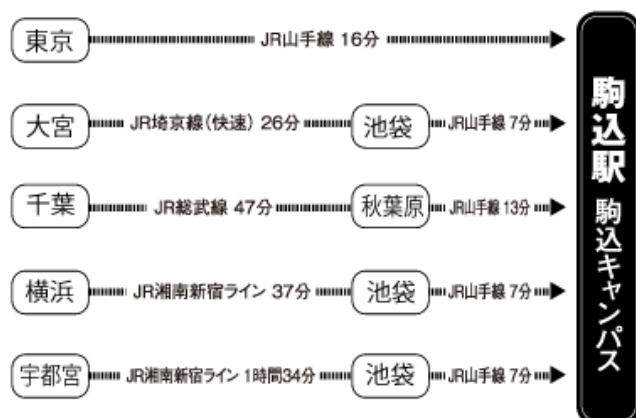 東京 JR山手線 16分
大宮 JR埼京線(快速) 26分 池袋 JR山手線 7分
千葉 JR総武線 47分 秋葉原 JR山手線 13分
横浜 JR湘南新宿ライン 37分 池袋 JR山手線 7分
宇都宮 JR湘南新宿ライン 1時間34分 池袋 JR山手線 7分
駒込駅 駒込キャンパス